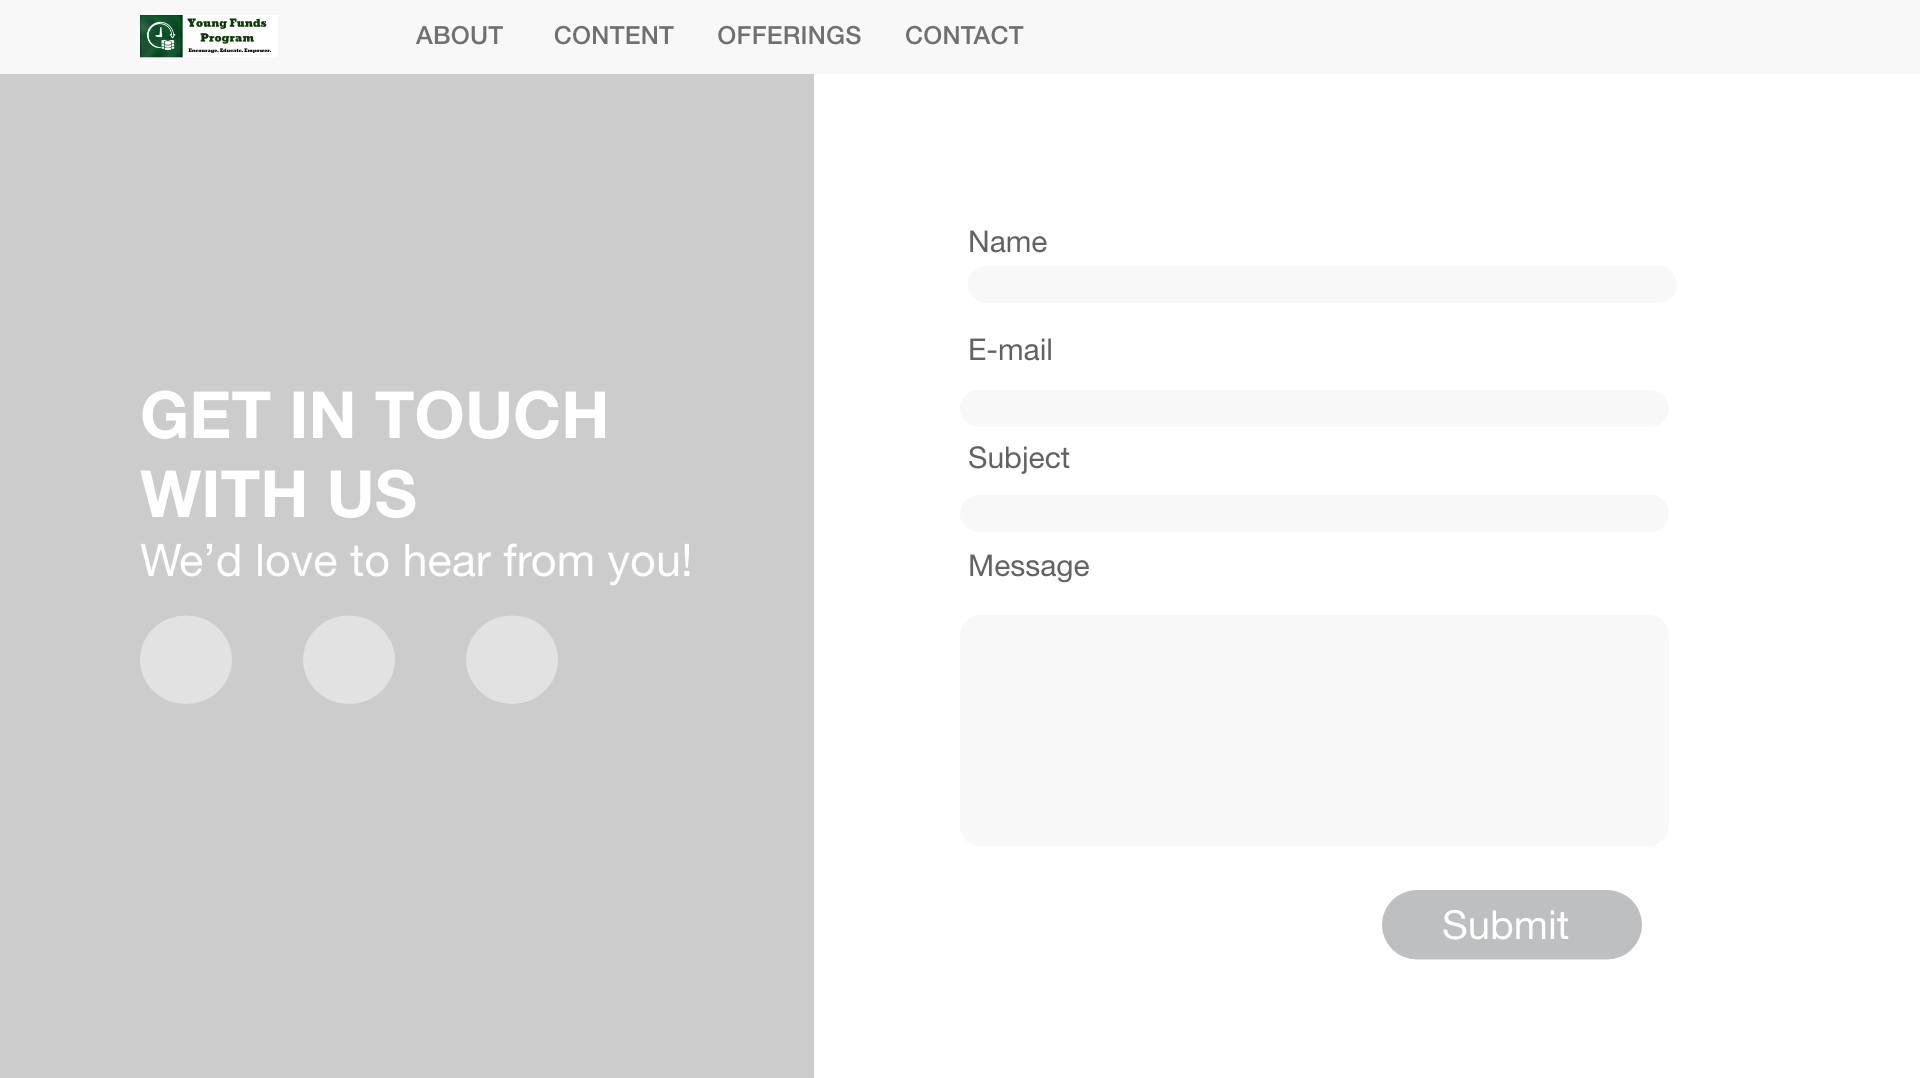 Young Funds
Program
Encourage. Educate. Empower.
ABOUT CONTENT OFFERINGS CONTACT
GET IN TOUCH
WITH US
We’d love to hear from you!
Name
E-mail
Subject
Message
Submit